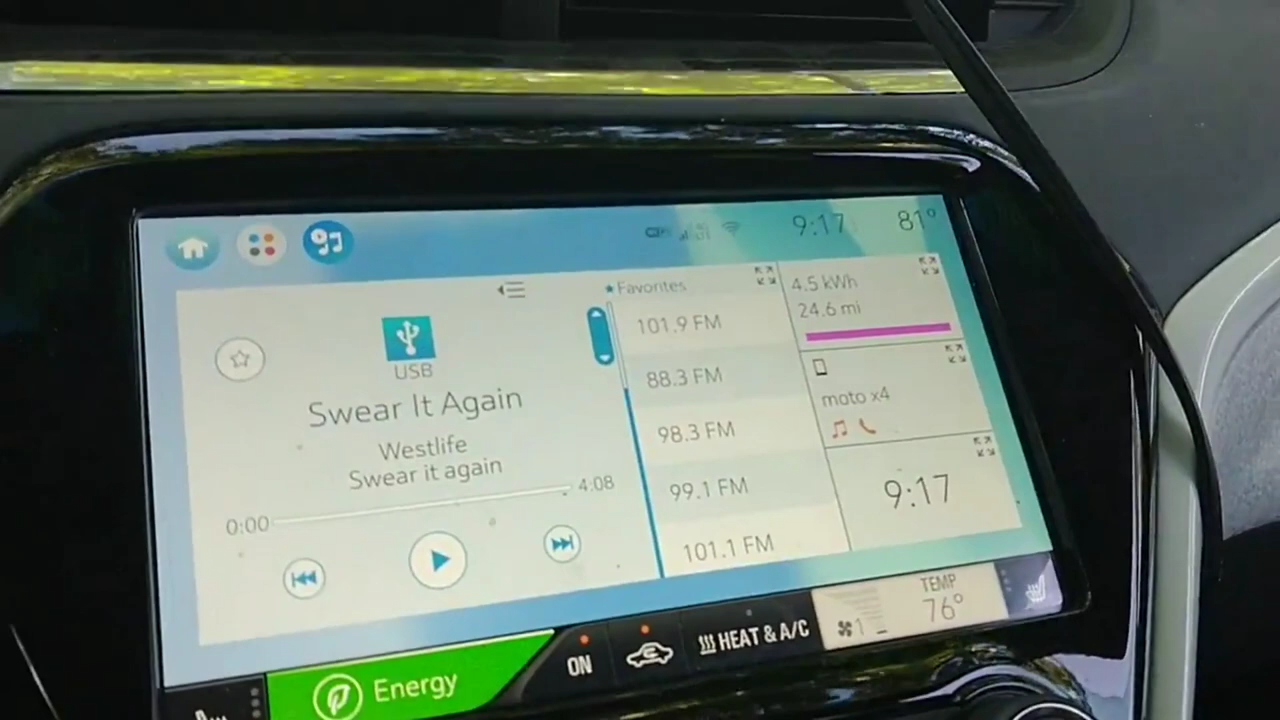 9:17 81°
USB
Swear It Again
Westlife
Swear it again
0:00 4:08
Favorites
101.9 FM
88.3 FM
98.3 FM
99.1 FM
101.1 FM
4.5 kWh
24.6 mi
moto x4
9:17
Energy
ON
HEAT & A/C
1
TEMP
76°